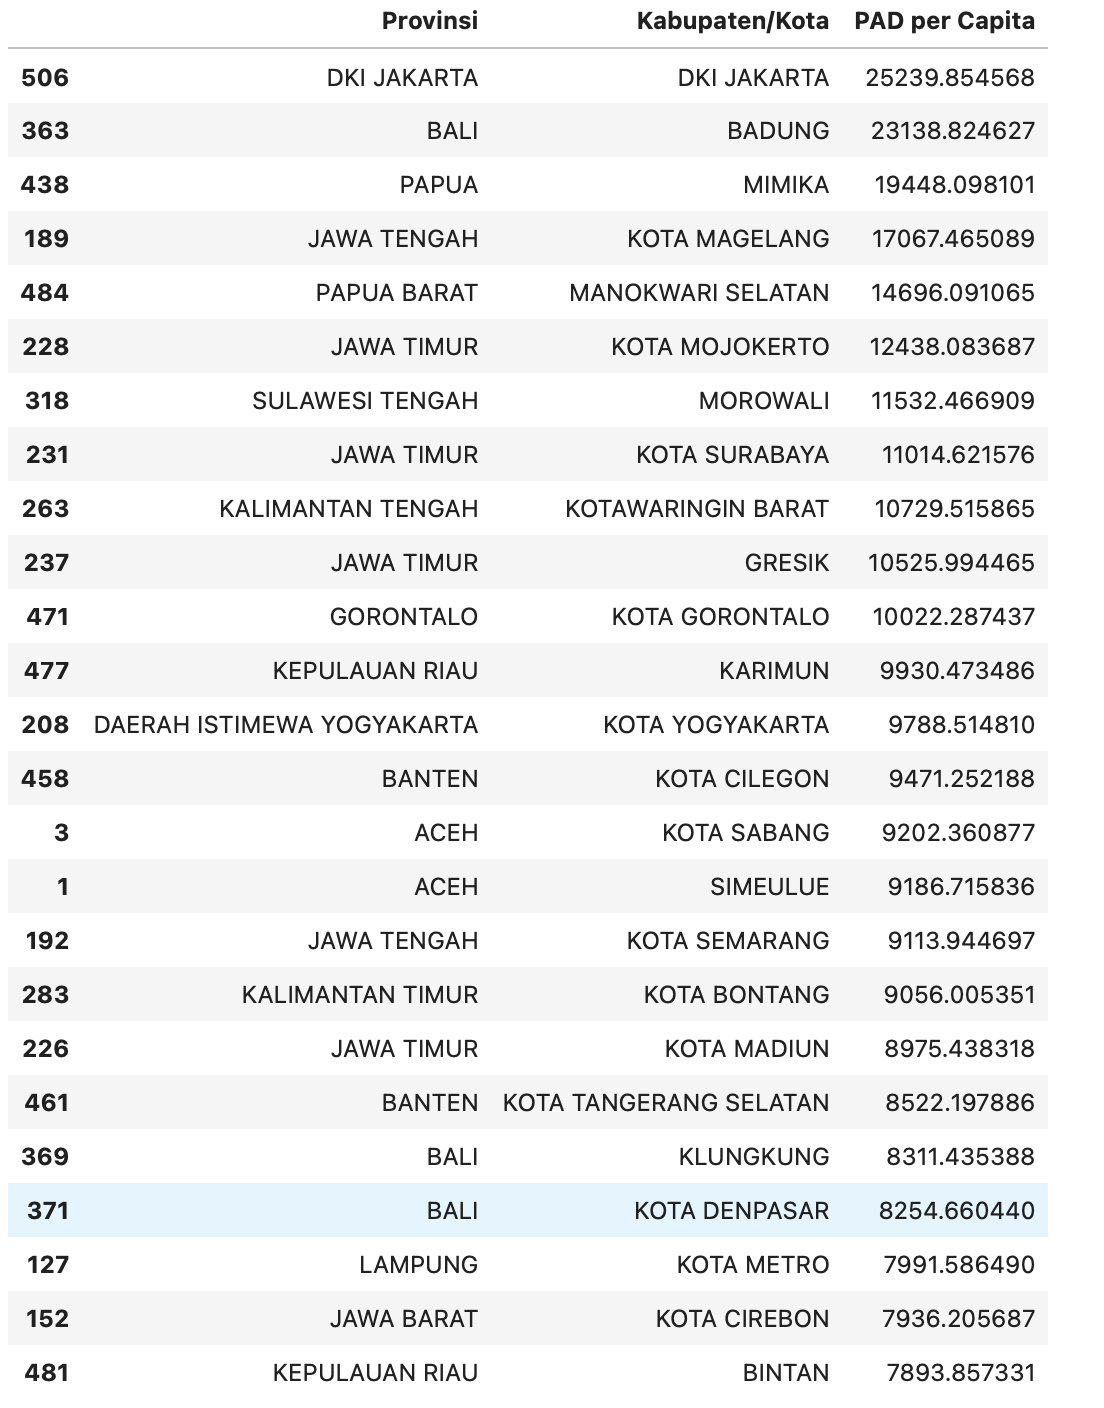 Provinsi Kabupaten/Kota PAD per Capita
506 DKI JAKARTA DKI JAKARTA 25239.854568
363 BALI BADUNG 23138.824627
438 PAPUA MIMIKA 19448.098101
189 JAWA TENGAH KOTA MAGELANG 17067.465089
484 PAPUA BARAT MANOKWARI SELATAN 14696.091065
228 JAWA TIMUR KOTA MOJOKERTO 12438.083687
318 SULAWESI TENGAH MOROWALI 11532.466909
231 JAWA TIMUR KOTA SURABAYA 11014.621576
263 KALIMANTAN TENGAH KOTAWARINGIN BARAT 10729.515865
237 JAWA TIMUR GRESIK 10525.994465
471 GORONTALO KOTA GORONTALO 10022.287437
477 KEPULAUAN RIAU KARIMUN 9930.473486
208 DAERAH ISTIMEWA YOGYAKARTA KOTA YOGYAKARTA 9788.514810
458 BANTEN KOTA CILEGON 9471.252188
3 ACEH KOTA SABANG 9202.360877
1 ACEH SIMEULUE 9186.715836
192 JAWA TENGAH KOTA SEMARANG 9113.944697
283 KALIMANTAN TIMUR KOTA BONTANG 9056.005351
226 JAWA TIMUR KOTA MADIUN 8975.438318
461 BANTEN KOTA TANGERANG SELATAN 8522.197886
369 BALI KLUNGKUNG 8311.435388
371 BALI KOTA DENPASAR 8254.660440
127 LAMPUNG KOTA METRO 7991.586490
152 JAWA BARAT KOTA CIREBON 7936.205687
481 KEPULAUAN RIAU BINTAN 7893.857331